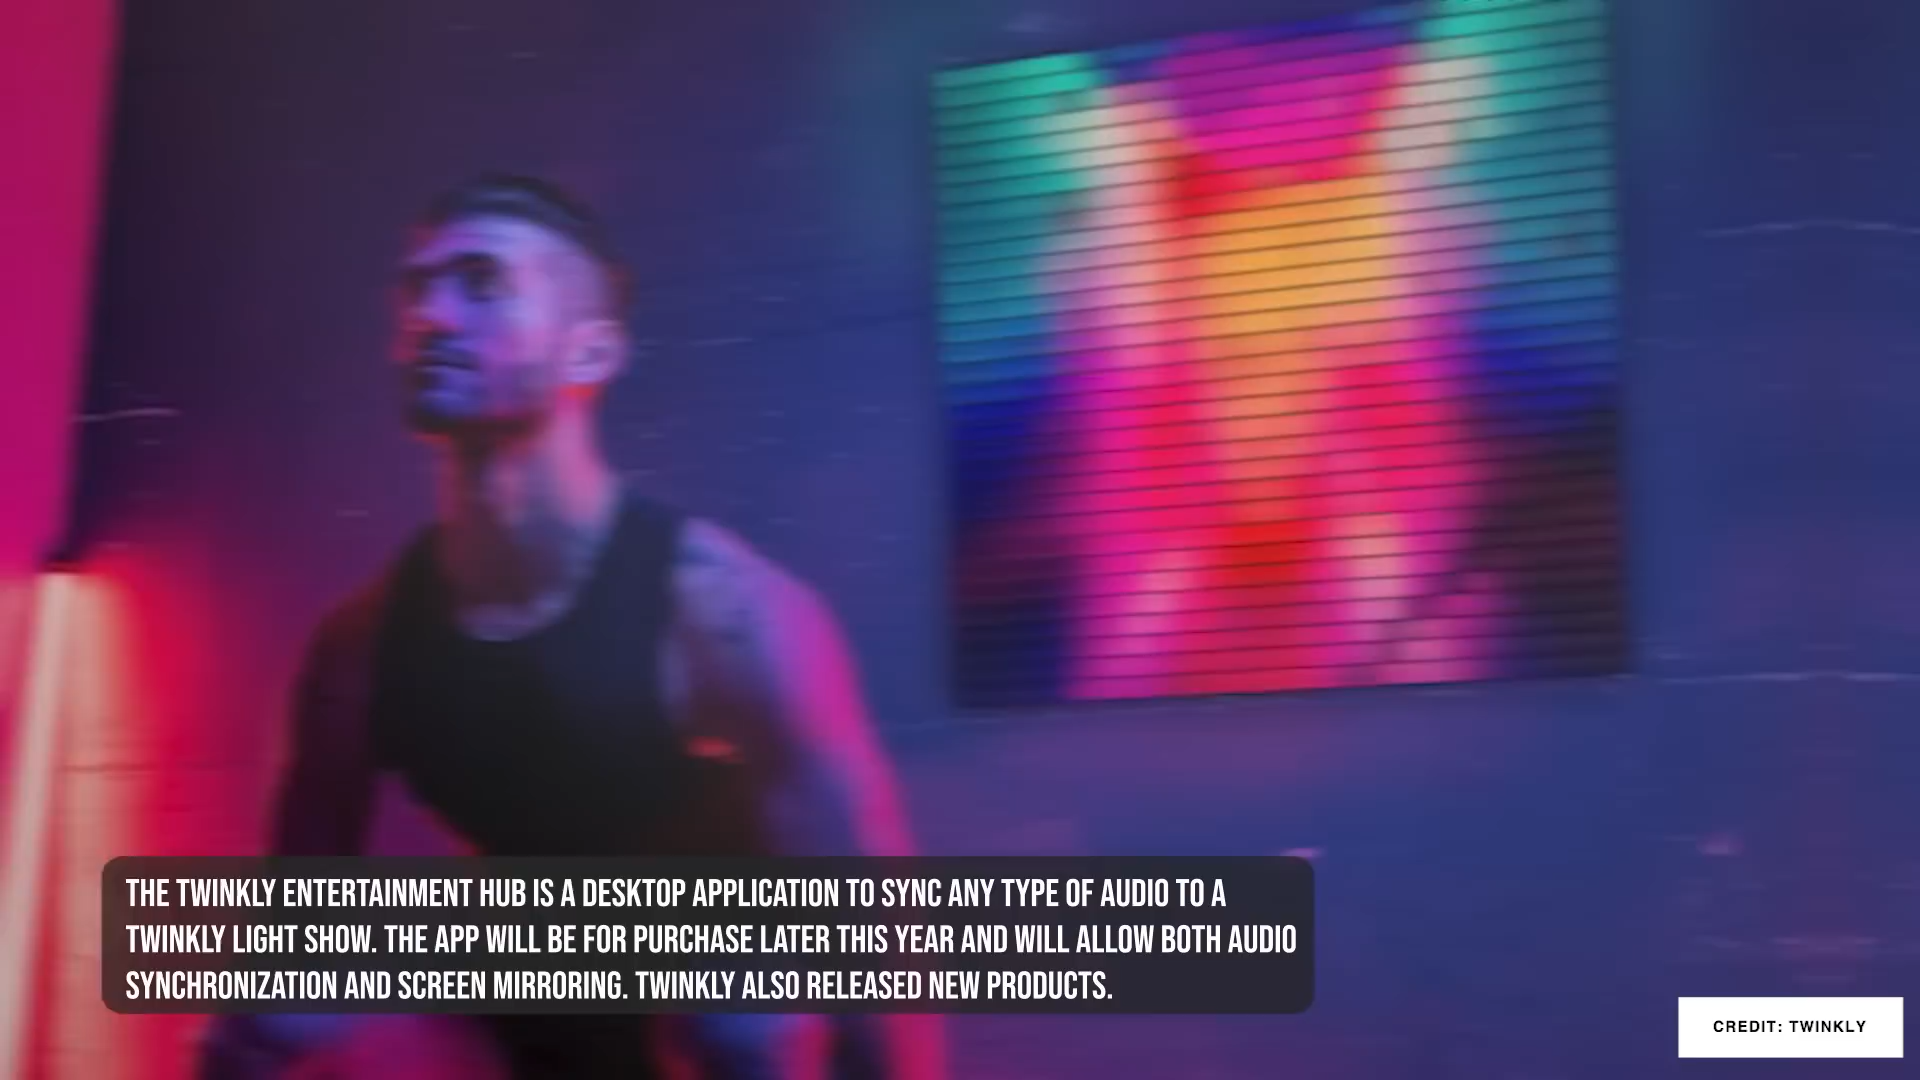 THE TWINKLY ENTERTAINMENT HUB IS A DESKTOP APPLICATION TO SYNC ANY TYPE OF AUDIO TO A
TWINKLY LIGHT SHOW. THE APP WILL BE FOR PURCHASE LATER THIS YEAR AND WILL ALLOW BOTH AUDIO
SYNCHRONIZATION AND SCREEN MIRRORING. TWINKLY ALSO RELEASED NEW PRODUCTS.
CREDIT: TWINKLY